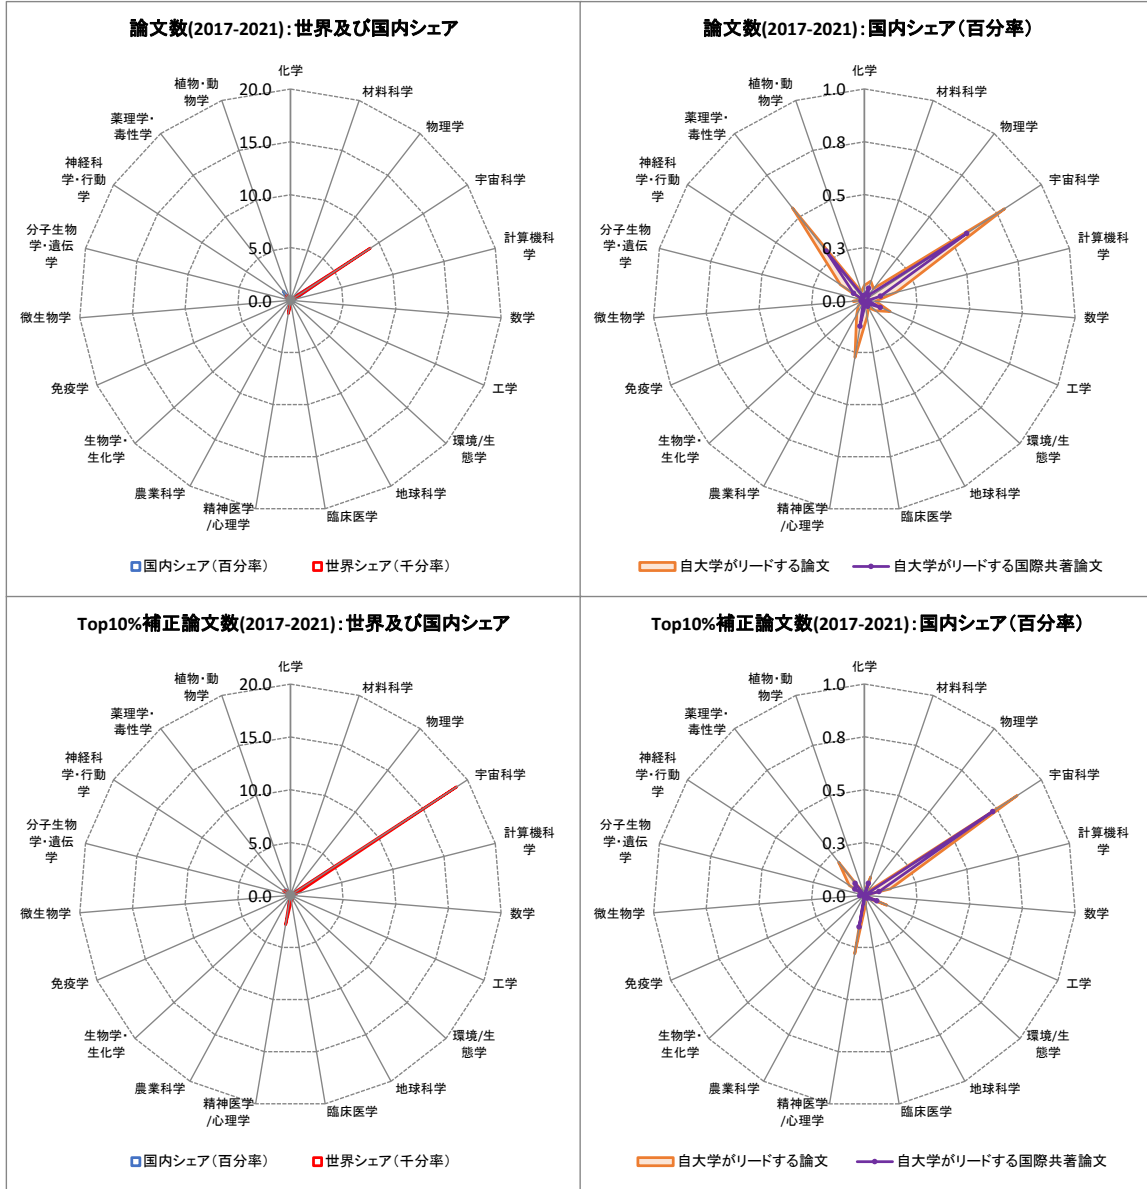 論文数(2017-2021):世界及び国内シェア
化学
材料科学
物理学
宇宙科学
計算機科
学
数学
工学
環境/生
態学
地球科学
臨床医学
精神医学
/心理学
農業科学
生物学・
生化学
免疫学
微生物学
分子生物
学・遺伝
学
神経科
学・行動
学
薬理学・
毒性学
植物・動
物学
20.0
15.0
10.0
5.0
0.0
国内シェア(百分率)
世界シェア(千分率)
論文数(2017-2021):国内シェア(百分率)
化学
材料科学
物理学
宇宙科学
計算機科
学
数学
工学
環境/生
態学
地球科学
臨床医学
精神医学
/心理学
農業科学
生物学・
生化学
免疫学
微生物学
分子生物
学・遺伝
学
神経科
学・行動
学
薬理学・
毒性学
植物・動
物学
1.0
0.8
0.5
0.3
0.0
自大学がリードする論文
自大学がリードする国際共著論文
Top10%補正論文数(2017-2021):世界及び国内シェア
化学
材料科学
物理学
宇宙科学
計算機科
学
数学
工学
環境/生
態学
地球科学
臨床医学
精神医学
/心理学
農業科学
生物学・
生化学
免疫学
微生物学
分子生物
学・遺伝
学
神経科
学・行動
学
薬理学・
毒性学
植物・動
物学
20.0
15.0
10.0
5.0
0.0
国内シェア(百分率)
世界シェア(千分率)
Top10%補正論文数(2017-2021):国内シェア(百分率)
化学
材料科学
物理学
宇宙科学
計算機科
学
数学
工学
環境/生
態学
地球科学
臨床医学
精神医学
/心理学
農業科学
生物学・
生化学
免疫学
微生物学
分子生物
学・遺伝
学
神経科
学・行動
学
薬理学・
毒性学
植物・動
物学
1.0
0.8
0.5
0.3
0.0
自大学がリードする論文
自大学がリードする国際共著論文